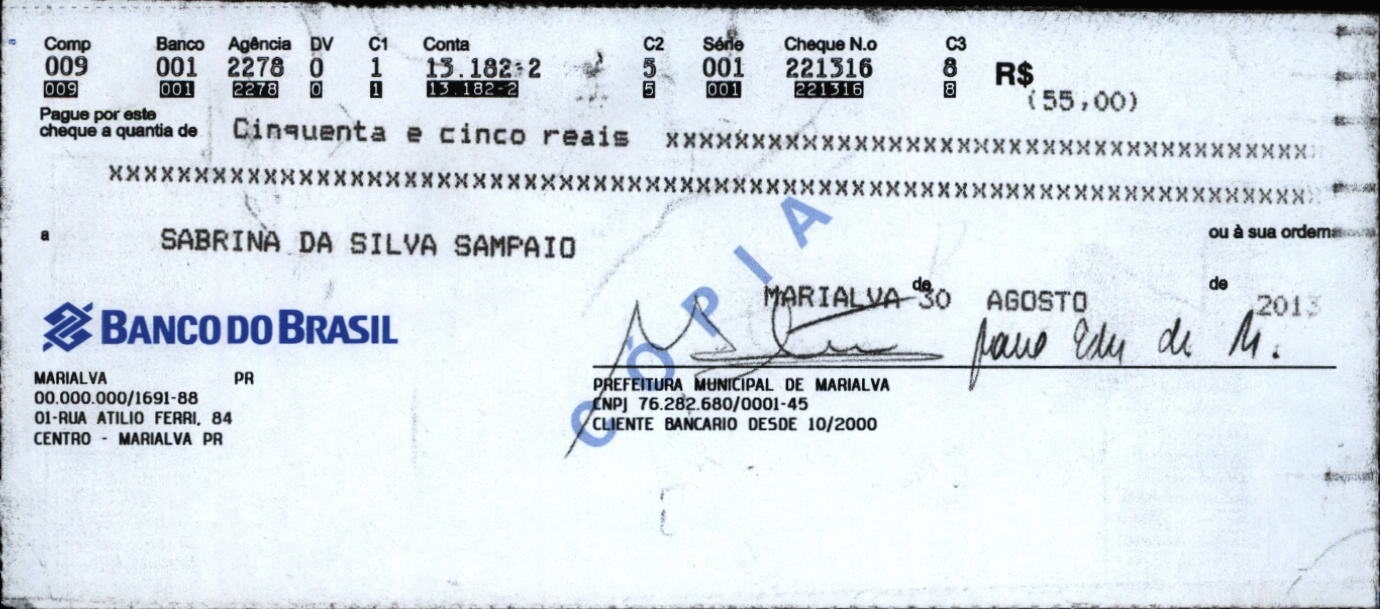 Comp Banco Agência DV C1 Conta C2 Série Cheque N.o C3
009 001 2278 0 1 13.182-2 5 001 221316 8 R$
009 001 2278 0 1 13.182-2 5 001 221316 8
(55,00)
Pague por este
cheque a quantia de Cinquenta e cinco reais xxxxxxxxxxxxxxxxxxxxxxxxxxxxxxxxxxxxxxxxxxxxx
xxxxxxxxxxxxxxxxxxxxxxxxxxxxxxxxxxxxxxxxxxxxxxxxxxxxxxxxxxxxxxxxxxxxxxxxxxxxxxxxxxx
a SABRINA DA SILVA SAMPAIO ou à sua ordem
CÓPIA
MARIALVA de 30 AGOSTO de 2013
BANCO DO BRASIL
MARIALVA PR
00.000.000/1691-88
01-RUA ATILIO FERRI, 84
CENTRO - MARIALVA PR
PREFEITURA MUNICIPAL DE MARIALVA
CNPJ 76.282.680/0001-45
CLIENTE BANCARIO DESDE 10/2000